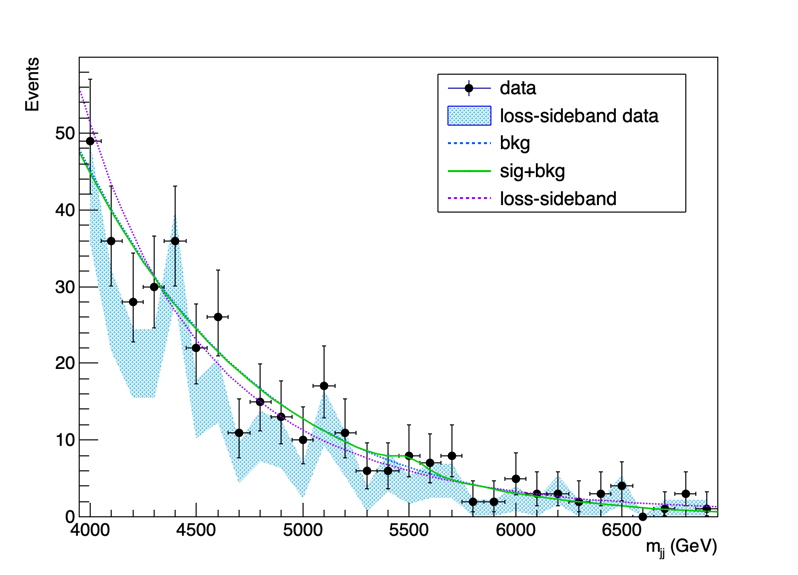 Events
50
40
30
20
10
0
data
loss-sideband data
bkg
sig+bkg
loss-sideband
4000 4500 5000 5500 6000 6500
mjj (GeV)